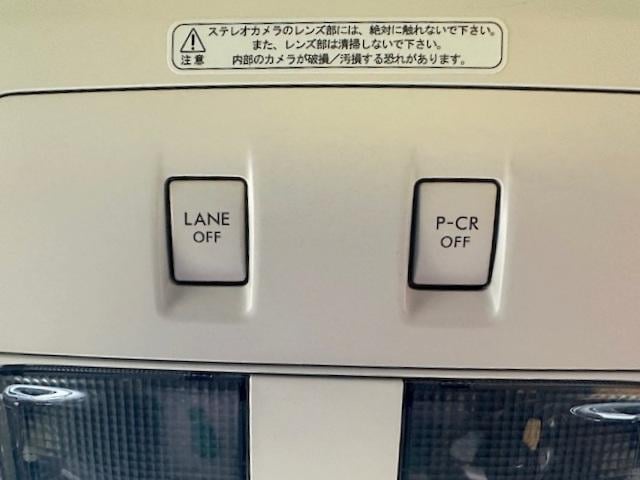 ステレオカメラのレンズ部には、絶対に触れないで下さい。
また、レンズ部は清掃しないで下さい。
注意 内部のカメラが破損／汚損する恐れがあります。
LANE
OFF
P-CR
OFF